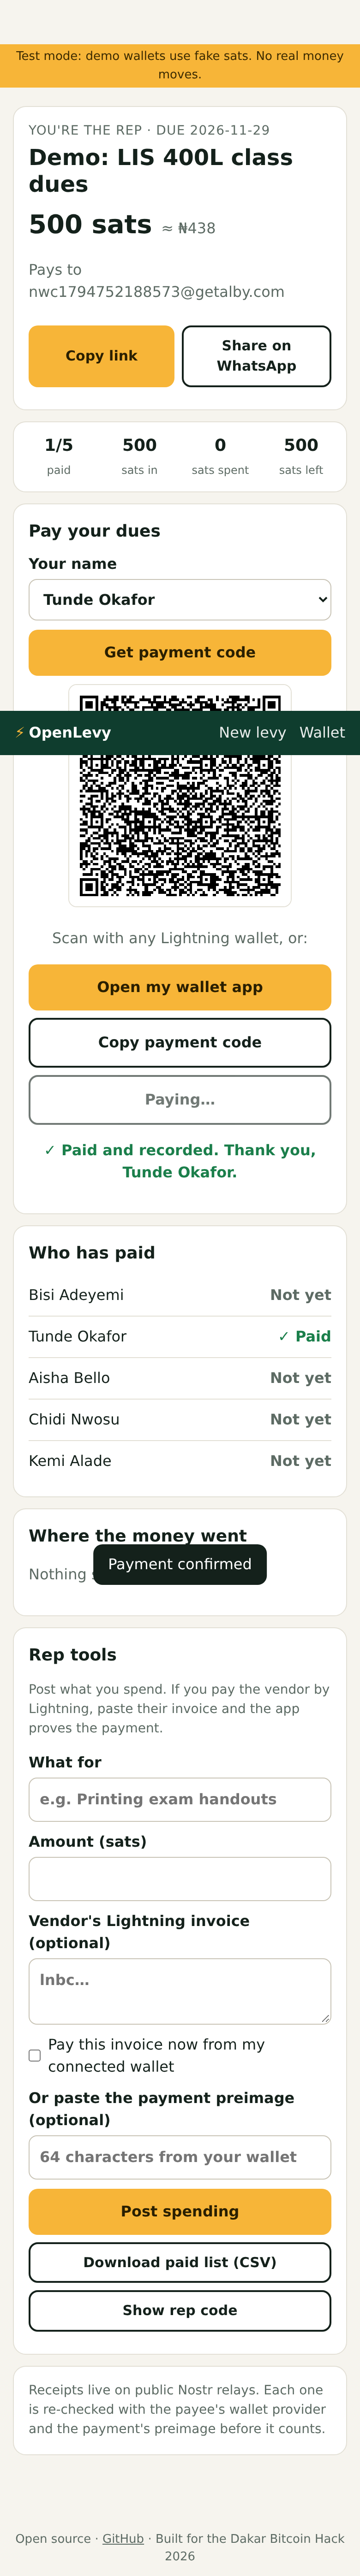 Test mode: demo wallets use fake sats. No real money
moves.
YOU'RE THE REP · DUE 2026-11-29
Demo: LIS 400L class
dues
500 sats ≈ ₦438
Pays to
nwc1794752188573@getalby.com
Copy link
Share on
WhatsApp
1/5
paid
500
sats in
0
sats spent
500
sats left
Pay your dues
Your name
Tunde Okafor
Get payment code
⚡ OpenLevy
New levy
Wallet
Scan with any Lightning wallet, or:
Open my wallet app
Copy payment code
Paying…
✓ Paid and recorded. Thank you,
Tunde Okafor.
Who has paid
Bisi Adeyemi Not yet
Tunde Okafor ✓ Paid
Aisha Bello Not yet
Chidi Nwosu Not yet
Kemi Alade Not yet
Where the money went
Nothing
Payment confirmed
Rep tools
Post what you spend. If you pay the vendor by
Lightning, paste their invoice and the app
proves the payment.
What for
e.g. Printing exam handouts
Amount (sats)
Vendor's Lightning invoice
(optional)
lnbc…
Pay this invoice now from my
connected wallet
Or paste the payment preimage
(optional)
64 characters from your wallet
Post spending
Download paid list (CSV)
Show rep code
Receipts live on public Nostr relays. Each one
is re-checked with the payee's wallet provider
and the payment's preimage before it counts.
Open source · GitHub · Built for the Dakar Bitcoin Hack
2026